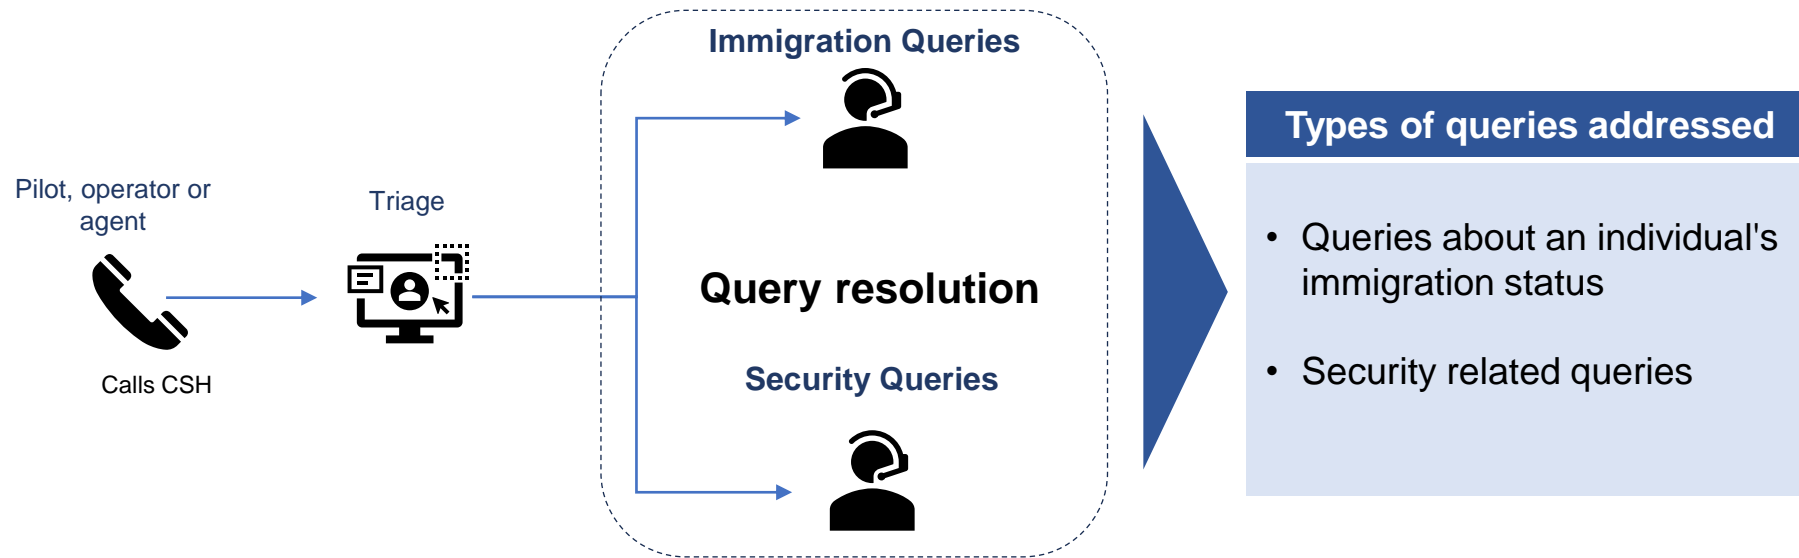 Pilot, operator or
agent
Calls CSH
Triage
Immigration Queries
Query resolution
Security Queries
Types of queries addressed
• Queries about an individual's
immigration status
• Security related queries